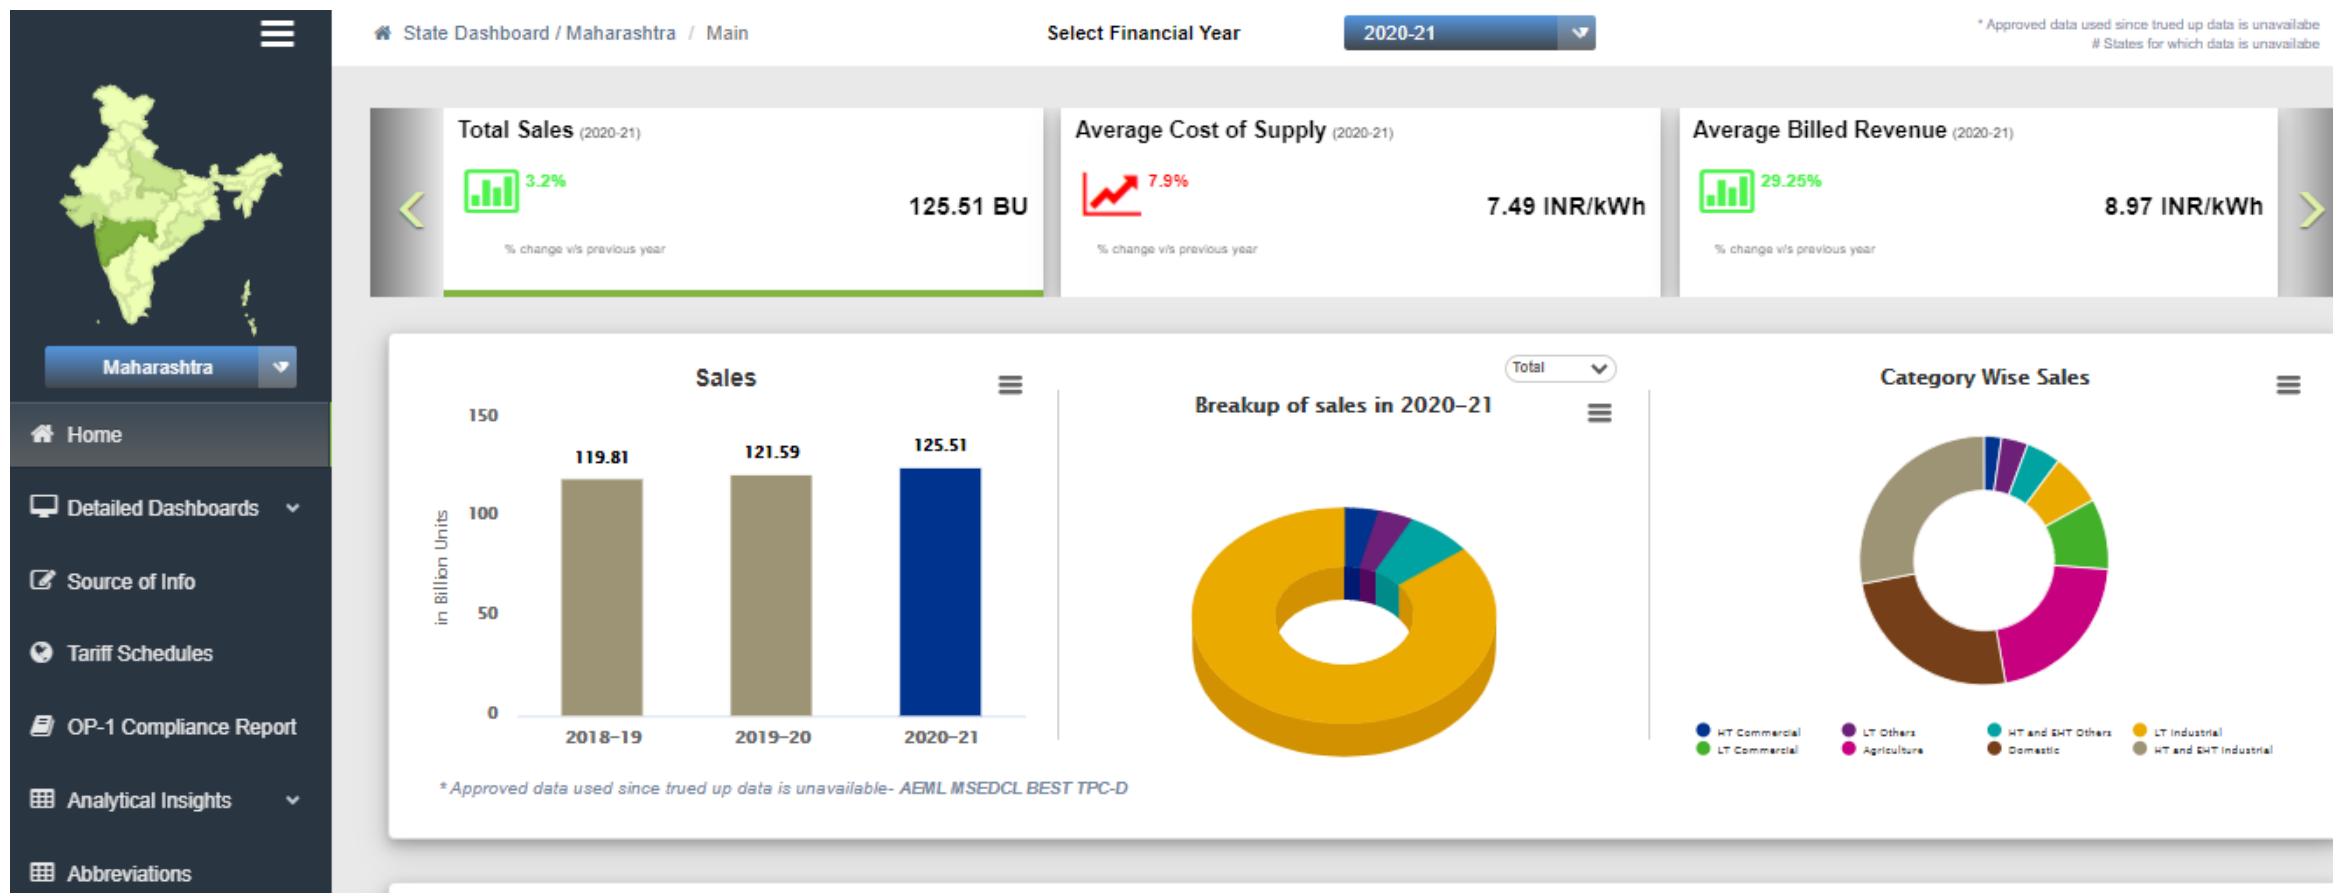 State Dashboard / Maharashtra / Main
Select Financial Year
2020-21
* Approved data used since trued up data is unavailabe
# States for which data is unavailabe
Maharashtra
Home
Detailed Dashboards
Source of Info
Tariff Schedules
OP-1 Compliance Report
Analytical Insights
Abbreviations
Total Sales (2020-21)
3.2%
125.51 BU
% change v/s previous year
Average Cost of Supply (2020-21)
7.9%
7.49 INR/kWh
% change v/s previous year
Average Billed Revenue (2020-21)
29.25%
8.97 INR/kWh
% change v/s previous year
Sales
in Billion Units
150
100
50
0
119.81
121.59
125.51
2018-19
2019-20
2020-21
* Approved data used since trued up data is unavailable- AEML MSEDCL BEST TPC-D
Total
Breakup of sales in 2020-21
Category Wise Sales
HT Commercial
LT Others
HT and EHT Others
LT Industrial
LT Commercial
Agriculture
Domestic
HT and EHT Industrial